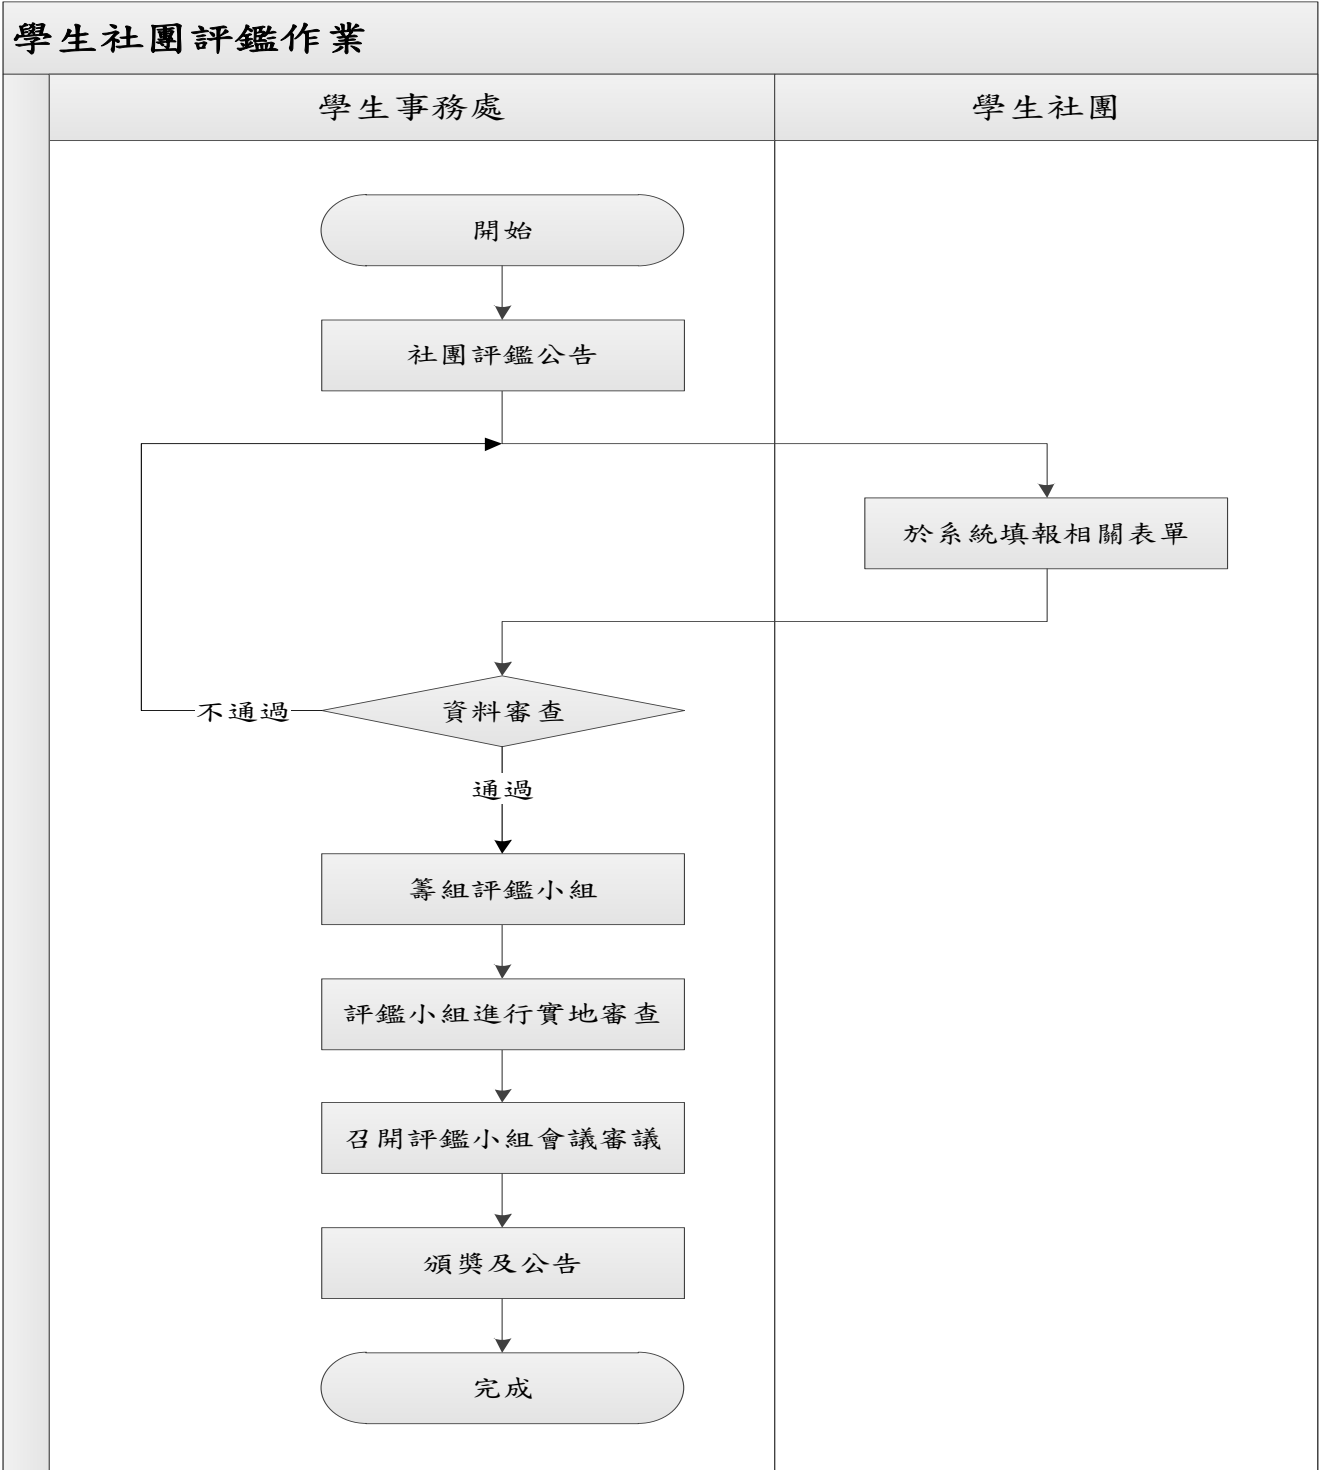 學生社團評鑑作業
學生事務處
學生社團
開始
社團評鑑公告
於系統填報相關表單
資料審查
不通過
通過
籌組評鑑小組
評鑑小組進行實地審查
召開評鑑小組會議審議
頒獎及公告
完成